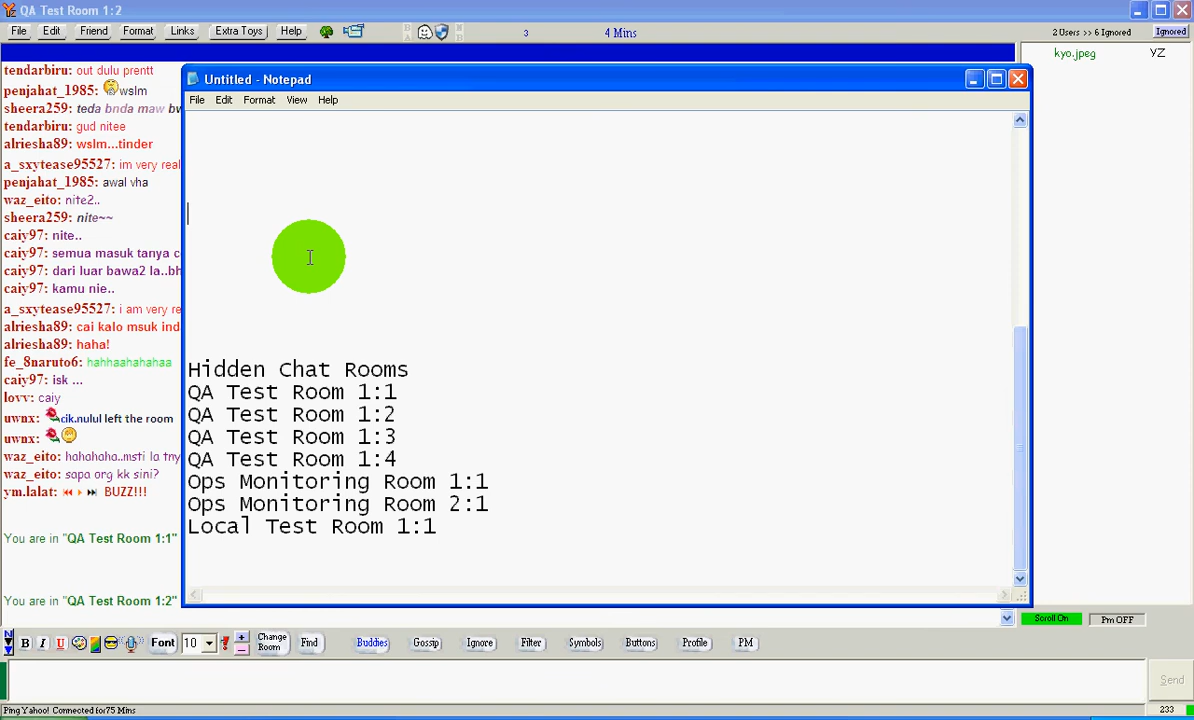 QA Test Room 1:2
File Edit Friend Format Links Extra Toys Help 3 4 Mins 2 Users >> 6 Ignored Ignored
kyo.jpeg YZ
tendarbiru: out dulu prentt
penjahat_1985: wslm
sheera259: teda bnda maw bw
tendarbiru: gud nitee
alriesha89: wslm...tinder
a_sxytease95527: im very real
penjahat_1985: awal vha
waz_eito: nite2..
sheera259: nite~~
caiy97: nite..
caiy97: semua masuk tanya c
caiy97: dari luar bawa2 la..bh
caiy97: kamu nie..
a_sxytease95527: i am very re
alriesha89: cai kalo msuk ind
alriesha89: haha!
fe_8naruto6: hahhaahahahaa
caiy97: isk ...
lovv: caiy
uwnx: cik.nulul left the room
uwnx:
waz_eito: hahahaha..msti la tny
waz_eito: sapa org kk sini?
ym.lalat: BUZZ!!!
You are in "QA Test Room 1:1"
You are in "QA Test Room 1:2"
Untitled - Notepad
File Edit Format View Help
Hidden Chat Rooms
QA Test Room 1:1
QA Test Room 1:2
QA Test Room 1:3
QA Test Room 1:4
Ops Monitoring Room 1:1
Ops Monitoring Room 2:1
Local Test Room 1:1
Scroll On Pm OFF
B I U Font 10 Change Room Find Buddies Gossip Ignore Filter Symbols Buttons Profile PM
Send
Ping Yahoo! Connected for75 Mins 233